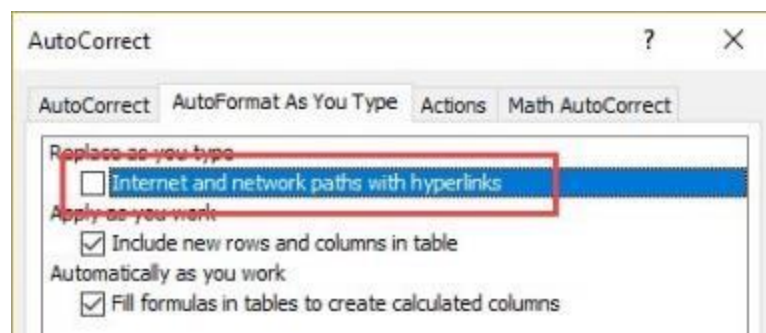 AutoCorrect ? X
AutoCorrect AutoFormat As You Type Actions Math AutoCorrect
Replace as you type
Internet and network paths with hyperlinks
Apply as you work
Include new rows and columns in table
Automatically as you work
Fill formulas in tables to create calculated columns